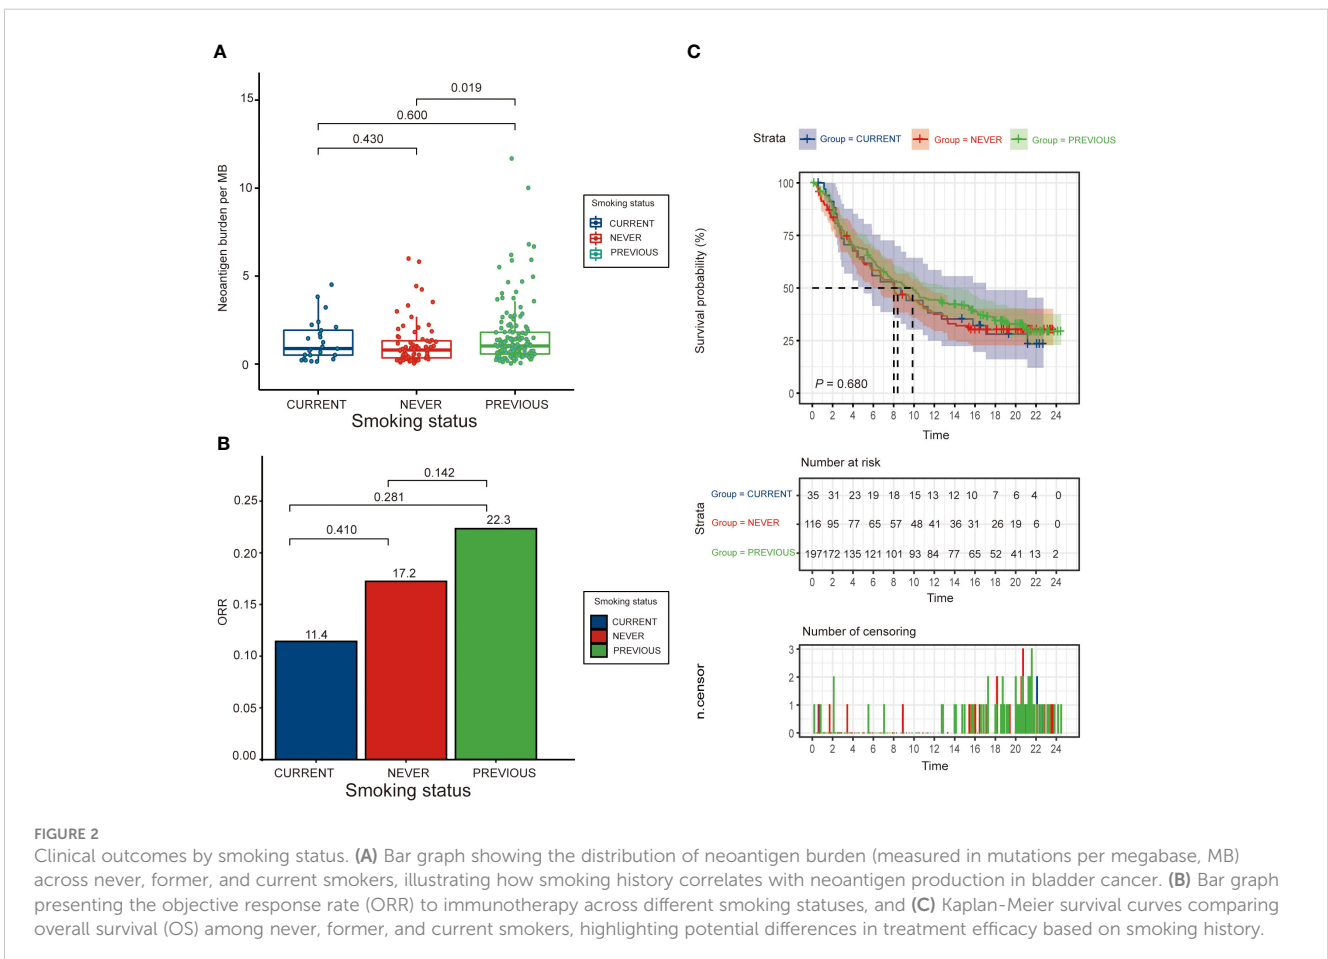 A
0.019
0.600
0.430
15
10
5
0
Neoantigen burden per MB
CURRENT NEVER PREVIOUS
Smoking status
Smoking status
CURRENT
NEVER
PREVIOUS
B
0.142
0.281
0.410
22.3
17.2
11.4
0.25
0.20
0.15
0.10
0.05
0.00
ORR
CURRENT NEVER PREVIOUS
Smoking status
Smoking status
CURRENT
NEVER
PREVIOUS
C
Strata Group = CURRENT Group = NEVER Group = PREVIOUS
100
75
50
25
0
Survival probability (%)
P = 0.680
0 2 4 6 8 10 12 14 16 18 20 22 24
Time
Number at risk
Strata
Group = CURRENT 35 31 23 19 18 15 13 12 10 7 6 4 0
Group = NEVER 116 95 77 65 57 48 41 36 31 26 19 6 0
Group = PREVIOUS 197 172 135 121 101 93 84 77 65 52 41 13 2
0 2 4 6 8 10 12 14 16 18 20 22 24
Time
Number of censoring
3
2
1
0
n.censor
0 2 4 6 8 10 12 14 16 18 20 22 24
Time
FIGURE 2
Clinical outcomes by smoking status. (A) Bar graph showing the distribution of neoantigen burden (measured in mutations per megabase, MB)
across never, former, and current smokers, illustrating how smoking history correlates with neoantigen production in bladder cancer. (B) Bar graph
presenting the objective response rate (ORR) to immunotherapy across different smoking statuses, and (C) Kaplan-Meier survival curves comparing
overall survival (OS) among never, former, and current smokers, highlighting potential differences in treatment efficacy based on smoking history.